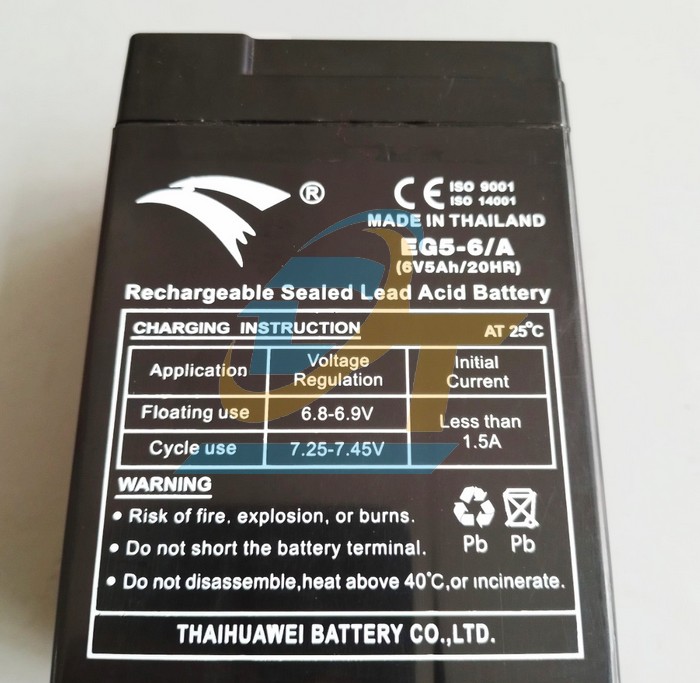 ®
CE ISO 9001
ISO 14001
MADE IN THAILAND
EG5-6/A
(6V5Ah/20HR)
Rechargeable Sealed Lead Acid Battery
CHARGING INSTRUCTION AT 25°C
Application Voltage Regulation Initial Current
Floating use 6.8-6.9V Less than 1.5A
Cycle use 7.25-7.45V
WARNING
• Risk of fire, explosion, or burns.
• Do not short the battery terminal.
Pb Pb
• Do not disassemble,heat above 40°C,or incinerate.
THAIHUAWEI BATTERY CO.,LTD.
DT